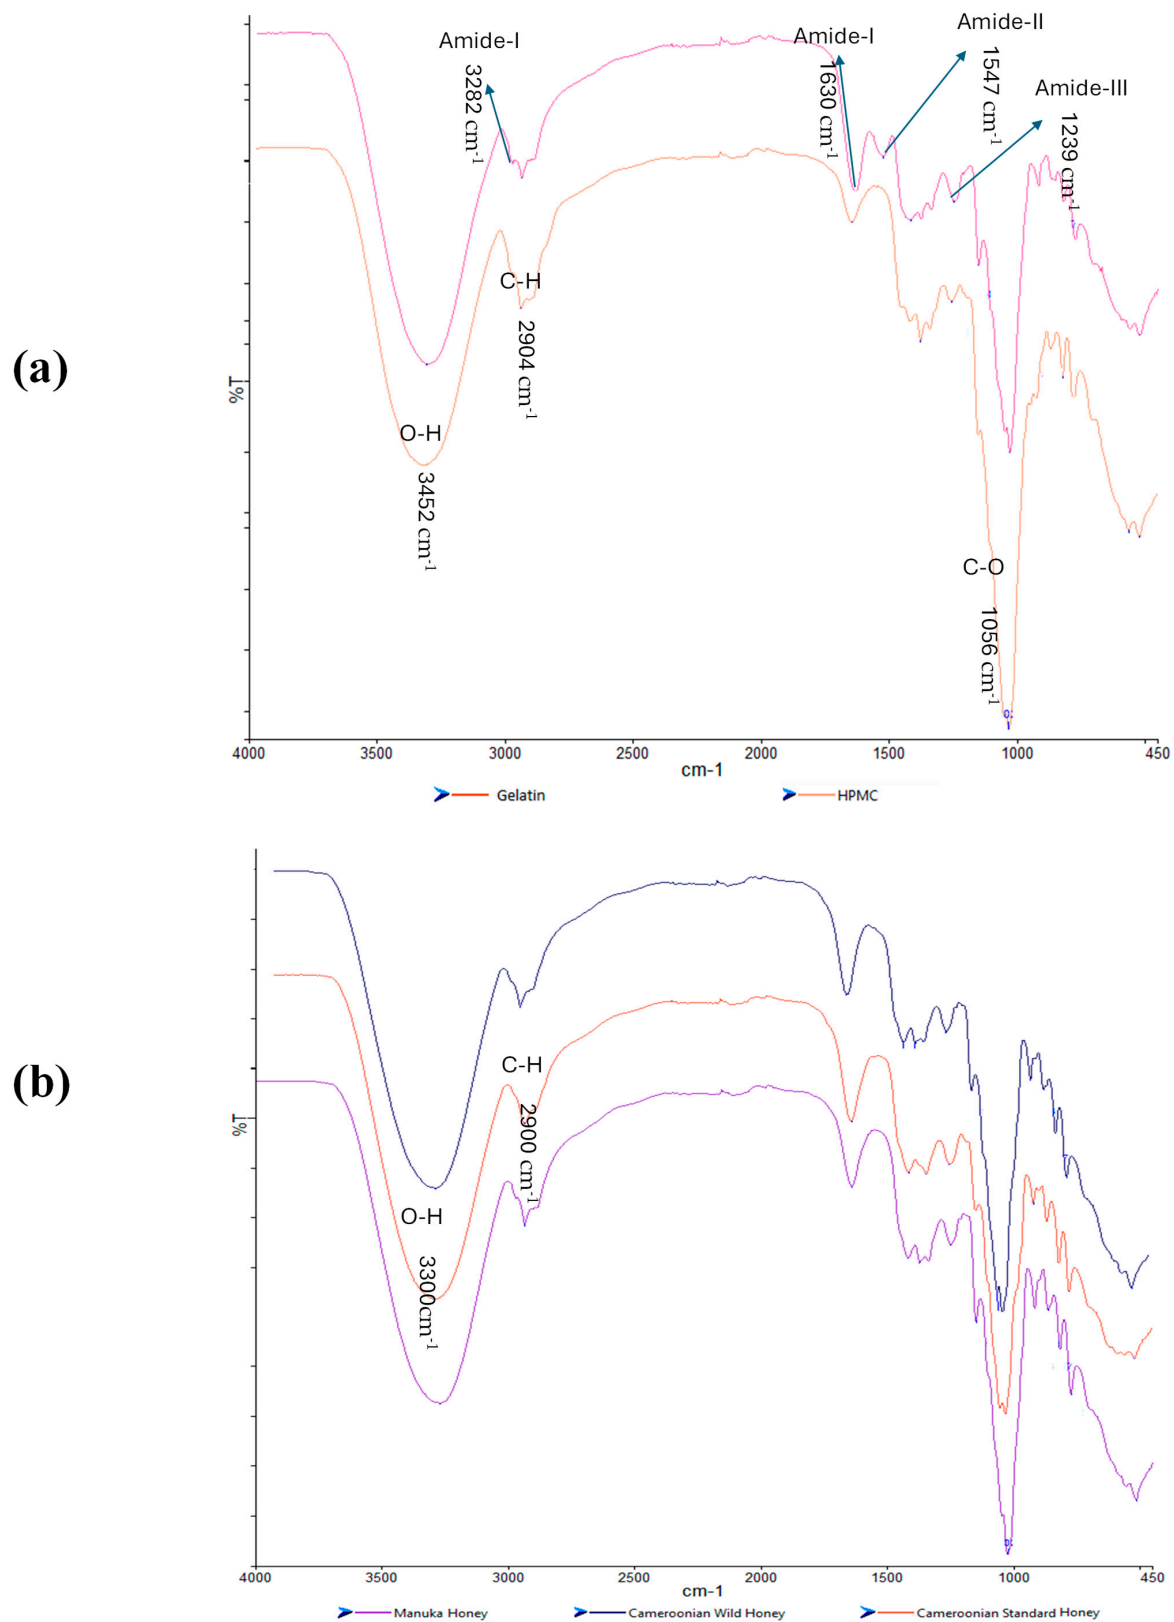 Amide-I
3282 cm-1
Amide-I
1630 cm-1
Amide-II
1547 cm-1
Amide-III
1239 cm-1
C-H
2904 cm-1
(a)
%T
O-H
3452 cm-1
C-O
1056 cm-1
4000 3500 3000 2500 2000 1500 1000 450
cm-1
Gelatin HPMC
C-H
2900 cm-1
(b)
%T
O-H
3300cm-1
4000 3500 3000 2500 2000 1500 1000 450
cm-1
Manuka Honey Cameroonian Wild Honey Cameroonian Standard Honey